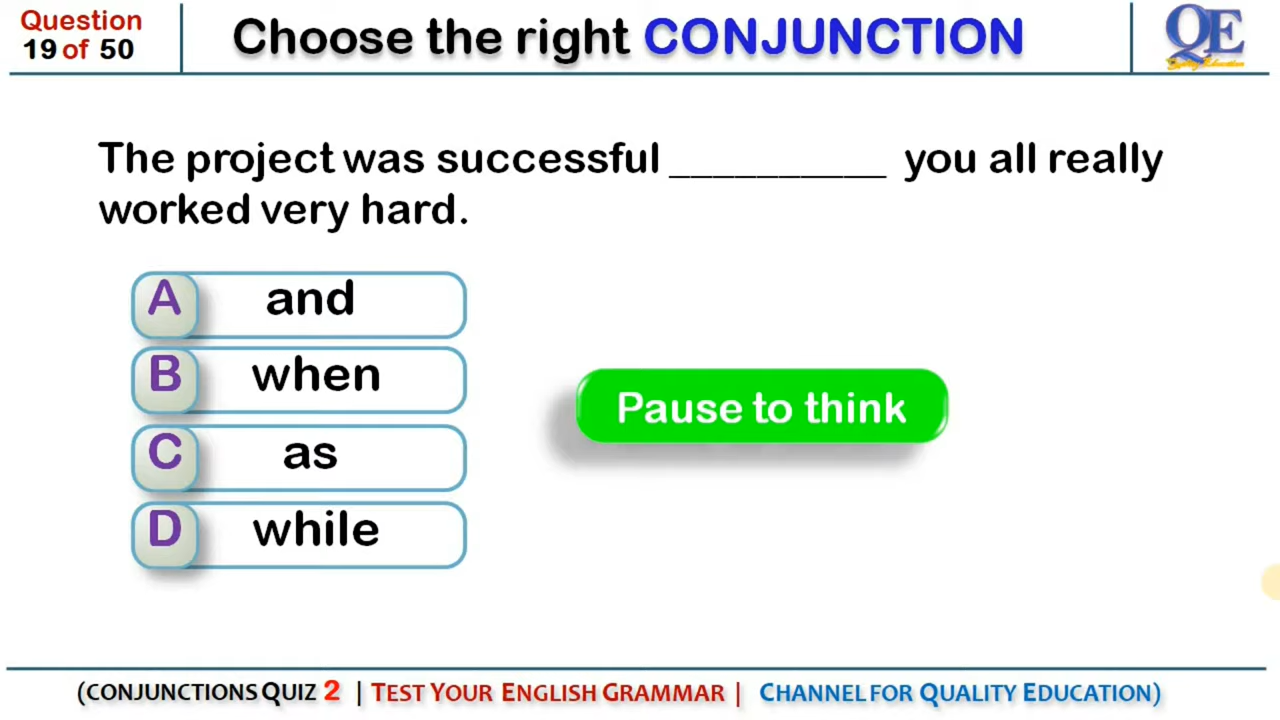 Question
19 of 50
Choose the right CONJUNCTION
QE
Quality Education
The project was successful __________ you all really
worked very hard.
A and
B when
C as
D while
Pause to think
(CONJUNCTIONS QUIZ 2 | TEST YOUR ENGLISH GRAMMAR | CHANNEL FOR QUALITY EDUCATION)